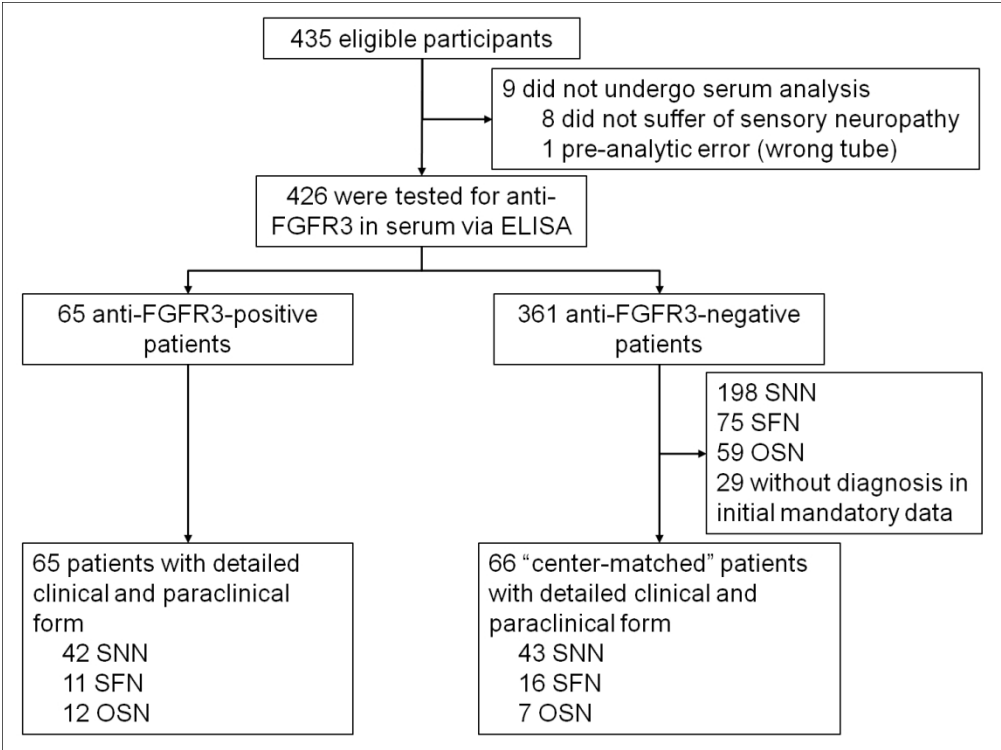 435 eligible participants
9 did not undergo serum analysis
8 did not suffer of sensory neuropathy
1 pre-analytic error (wrong tube)
426 were tested for anti-
FGFR3 in serum via ELISA
65 anti-FGFR3-positive
patients
361 anti-FGFR3-negative
patients
198 SNN
75 SFN
59 OSN
29 without diagnosis in
initial mandatory data
65 patients with detailed
clinical and paraclinical
form
42 SNN
11 SFN
12 OSN
66 “center-matched” patients
with detailed clinical and
paraclinical form
43 SNN
16 SFN
7 OSN